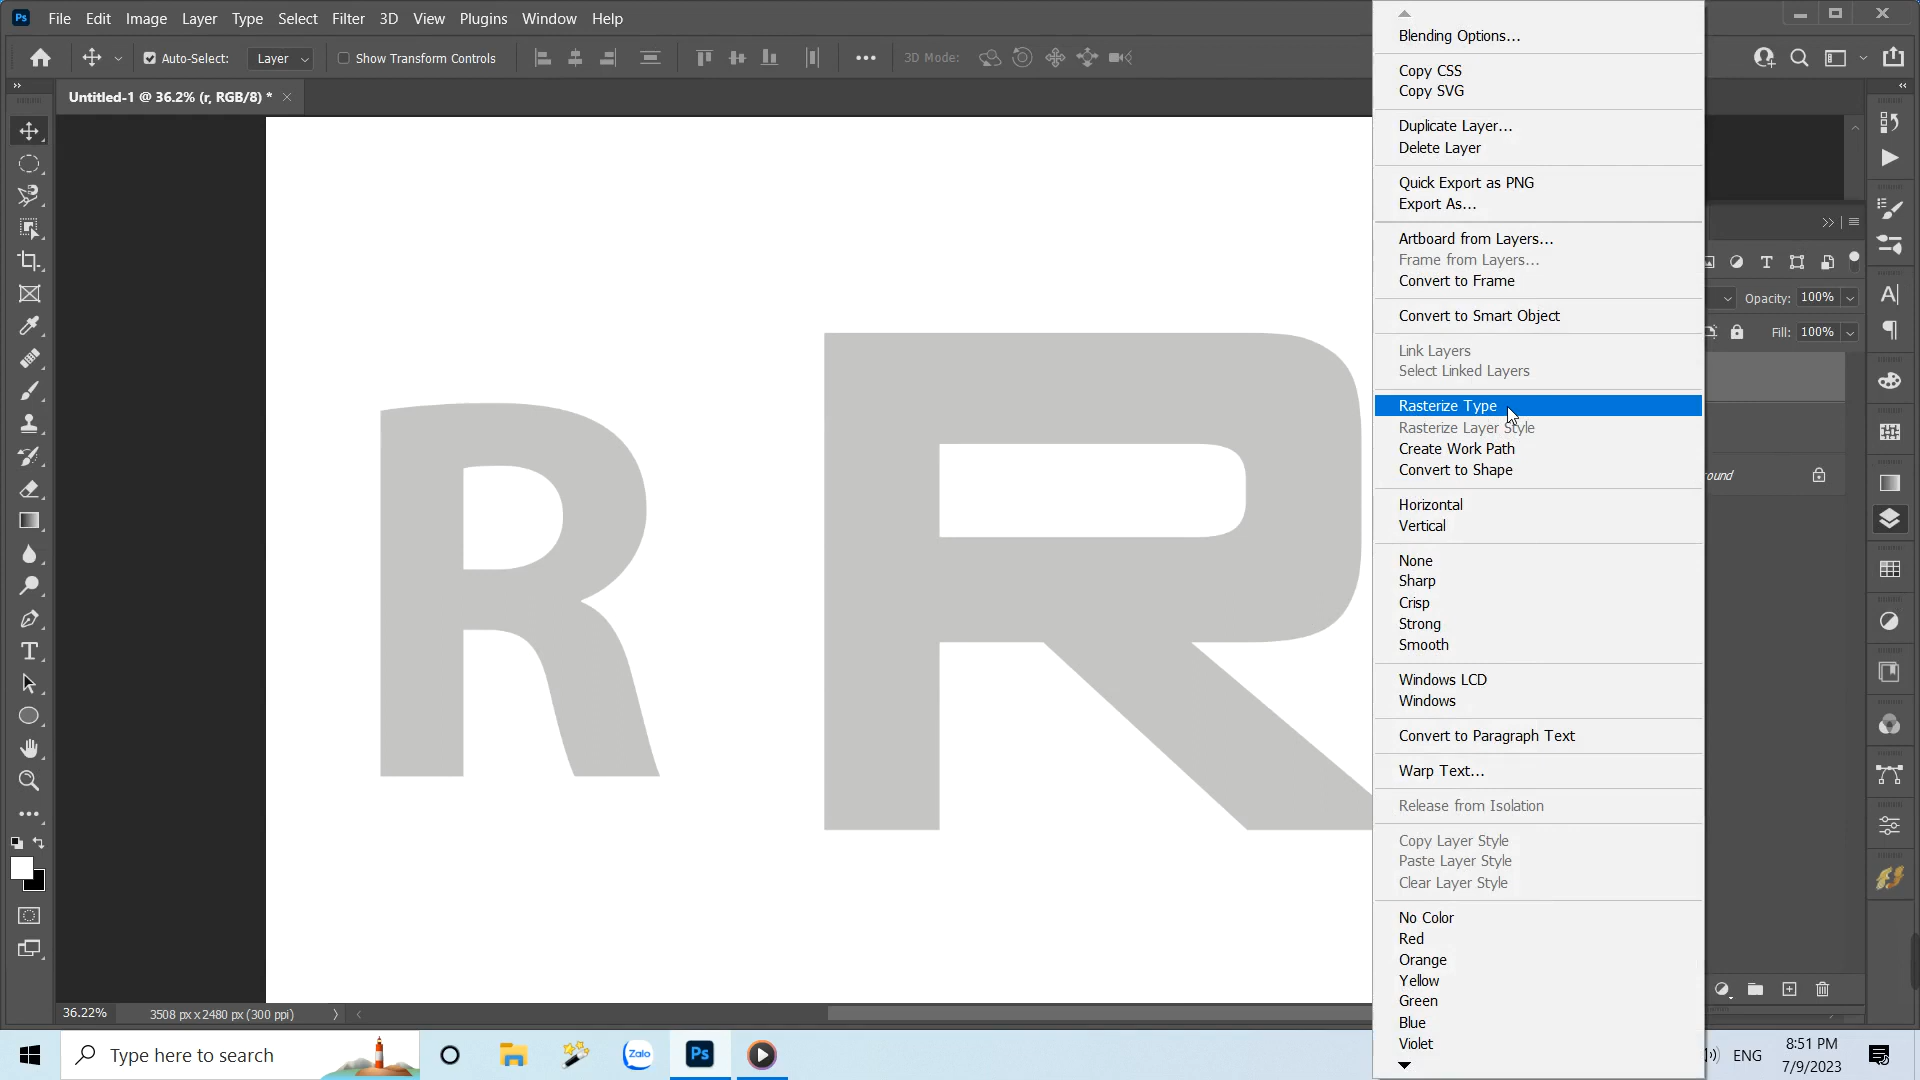 Ps File Edit Image Layer Type Select Filter 3D View Plugins Window Help
Auto-Select: Layer Show Transform Controls 3D Mode:
Untitled-1 @ 36.2% (r, RGB/8) *
R R
Blending Options...
Copy CSS
Copy SVG
Duplicate Layer...
Delete Layer
Quick Export as PNG
Export As...
Artboard from Layers...
Frame from Layers...
Convert to Frame
Convert to Smart Object
Link Layers
Select Linked Layers
Rasterize Type
Rasterize Layer Style
Create Work Path
Convert to Shape
Horizontal
Vertical
None
Sharp
Crisp
Strong
Smooth
Windows LCD
Windows
Convert to Paragraph Text
Warp Text...
Release from Isolation
Copy Layer Style
Paste Layer Style
Clear Layer Style
No Color
Red
Orange
Yellow
Green
Blue
Violet
Opacity: 100%
Fill: 100%
ound
36.22% 3508 px x 2480 px (300 ppi)
Type here to search
Zalo
Ps
ENG
8:51 PM
7/9/2023